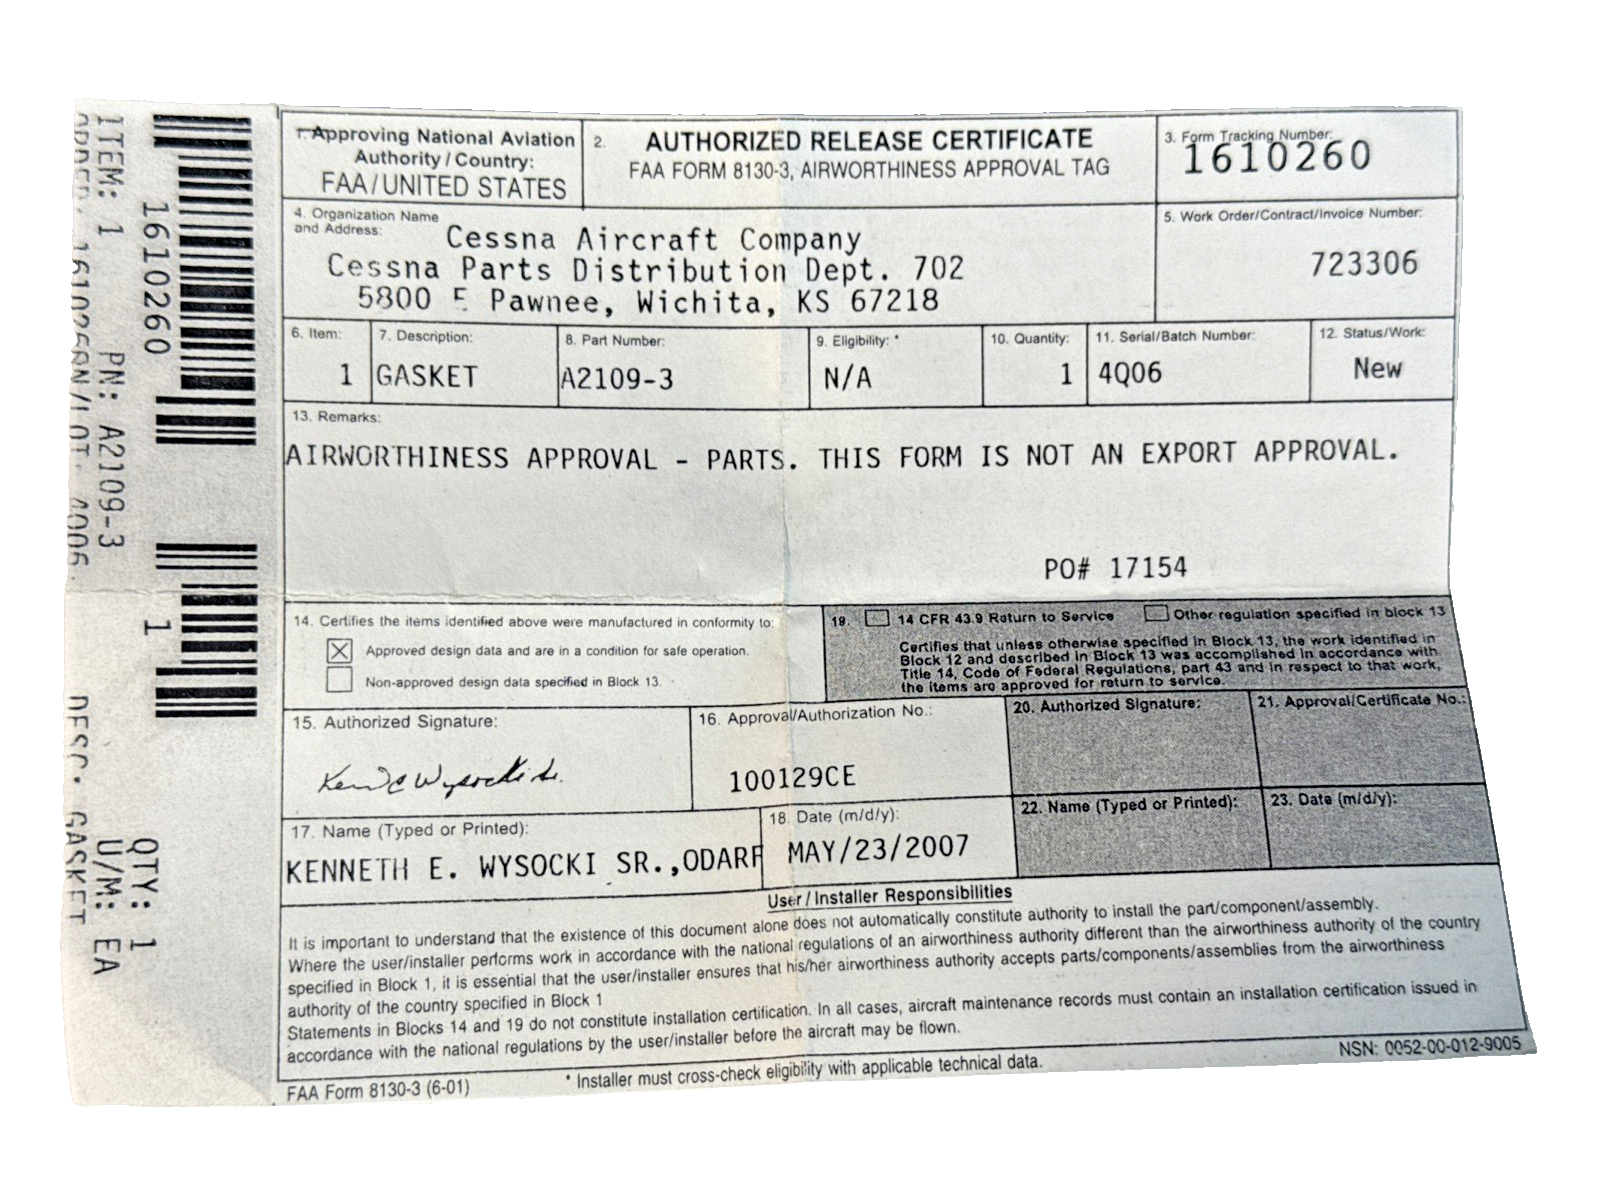 1. Approving National Aviation
Authority / Country:
FAA/UNITED STATES
2.
AUTHORIZED RELEASE CERTIFICATE
FAA FORM 8130-3, AIRWORTHINESS APPROVAL TAG
3. Form Tracking Number:
1610260
4. Organization Name
and Address:
Cessna Aircraft Company
Cessna Parts Distribution Dept. 702
5800 E Pawnee, Wichita, KS 67218
5. Work Order/Contract/Invoice Number:
723306
6. Item:
1
7. Description:
GASKET
8. Part Number:
A2109-3
9. Eligibility: *
N/A
10. Quantity:
1
11. Serial/Batch Number:
4Q06
12. Status/Work:
New
13. Remarks:
AIRWORTHINESS APPROVAL - PARTS. THIS FORM IS NOT AN EXPORT APPROVAL.
PO# 17154
14. Certifies the items identified above were manufactured in conformity to:
Approved design data and are in a condition for safe operation.
Non-approved design data specified in Block 13.
19. 14 CFR 43.9 Return to Service Other regulation specified in block 13
Certifies that unless otherwise specified in Block 13, the work identified in
Block 12 and described in Block 13 was accomplished in accordance with
Title 14, Code of Federal Regulations, part 43 and in respect to that work,
the items are approved for return to service.
15. Authorized Signature:
Ken E Wysocki Sr.
16. Approval/Authorization No.:
100129CE
20. Authorized Signature:
21. Approval/Certificate No.:
17. Name (Typed or Printed):
KENNETH E. WYSOCKI SR.,ODARF
18. Date (m/d/y):
MAY/23/2007
22. Name (Typed or Printed):
23. Date (m/d/y):
User / Installer Responsibilities
It is important to understand that the existence of this document alone does not automatically constitute authority to install the part/component/assembly.
Where the user/installer performs work in accordance with the national regulations of an airworthiness authority different than the airworthiness authority of the country
specified in Block 1, it is essential that the user/installer ensures that his/her airworthiness authority accepts parts/components/assemblies from the airworthiness
authority of the country specified in Block 1
Statements in Blocks 14 and 19 do not constitute installation certification. In all cases, aircraft maintenance records must contain an installation certification issued in
accordance with the national regulations by the user/installer before the aircraft may be flown.
FAA Form 8130-3 (6-01)
* Installer must cross-check eligibility with applicable technical data.
NSN: 0052-00-012-9005
1610260
1
QTY: 1
ITEM: 1 PN: A2109-3
U/M: EA
DESC: GASKET